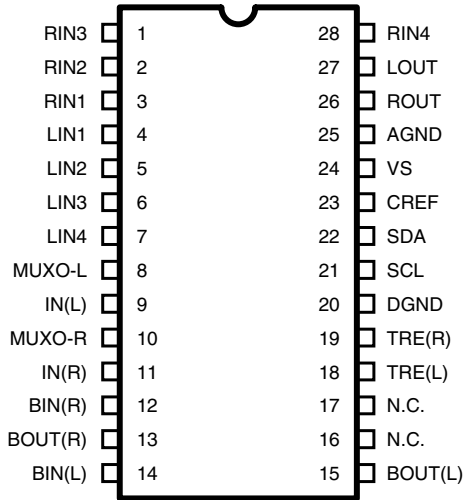 RIN3 1 28 RIN4
RIN2 2 27 LOUT
RIN1 3 26 ROUT
LIN1 4 25 AGND
LIN2 5 24 VS
LIN3 6 23 CREF
LIN4 7 22 SDA
MUXO-L 8 21 SCL
IN(L) 9 20 DGND
MUXO-R 10 19 TRE(R)
IN(R) 11 18 TRE(L)
BIN(R) 12 17 N.C.
BOUT(R) 13 16 N.C.
BIN(L) 14 15 BOUT(L)